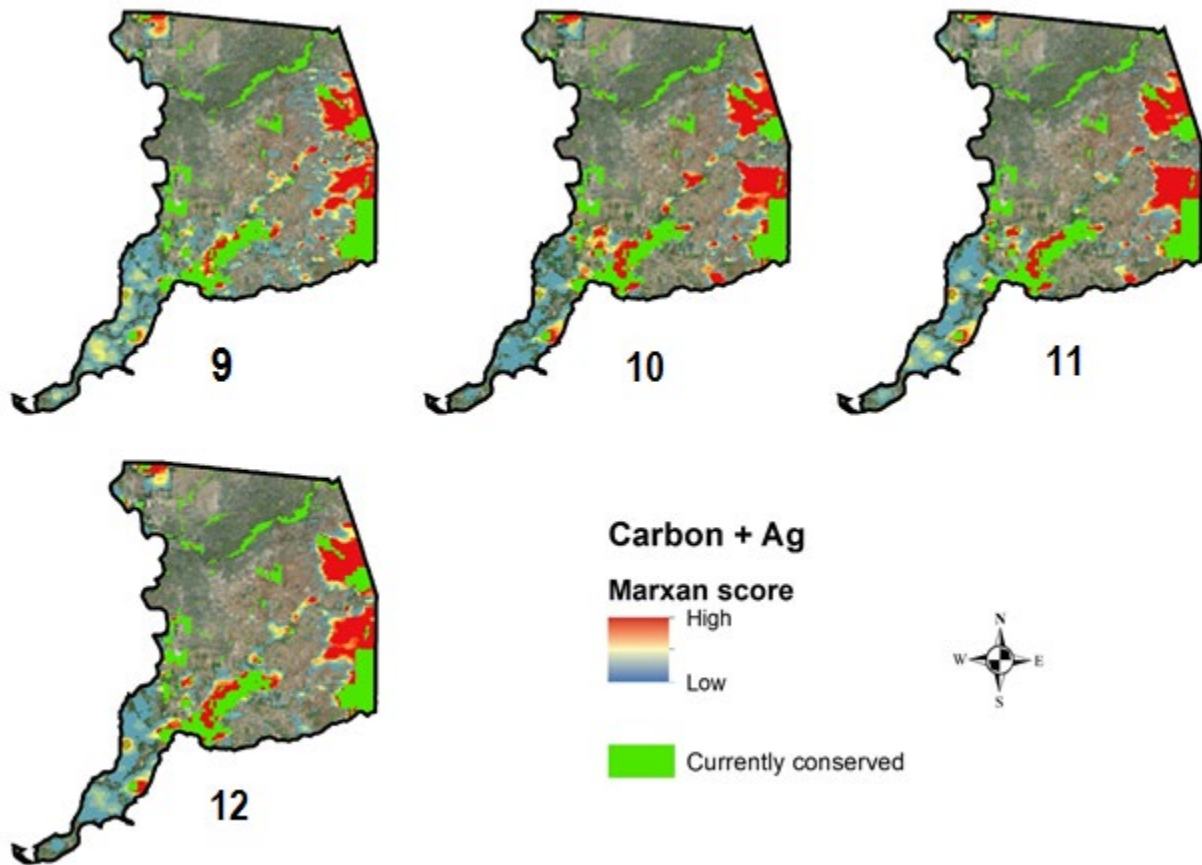 9
10
11
12
Carbon + Ag
Marxan score
High
Low
Currently conserved
N
W
E
S